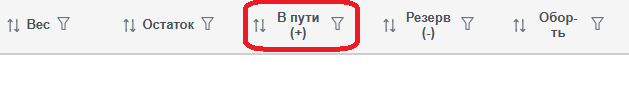 Вес Остаток В пути Резерв Обор-
(+) (-) ть